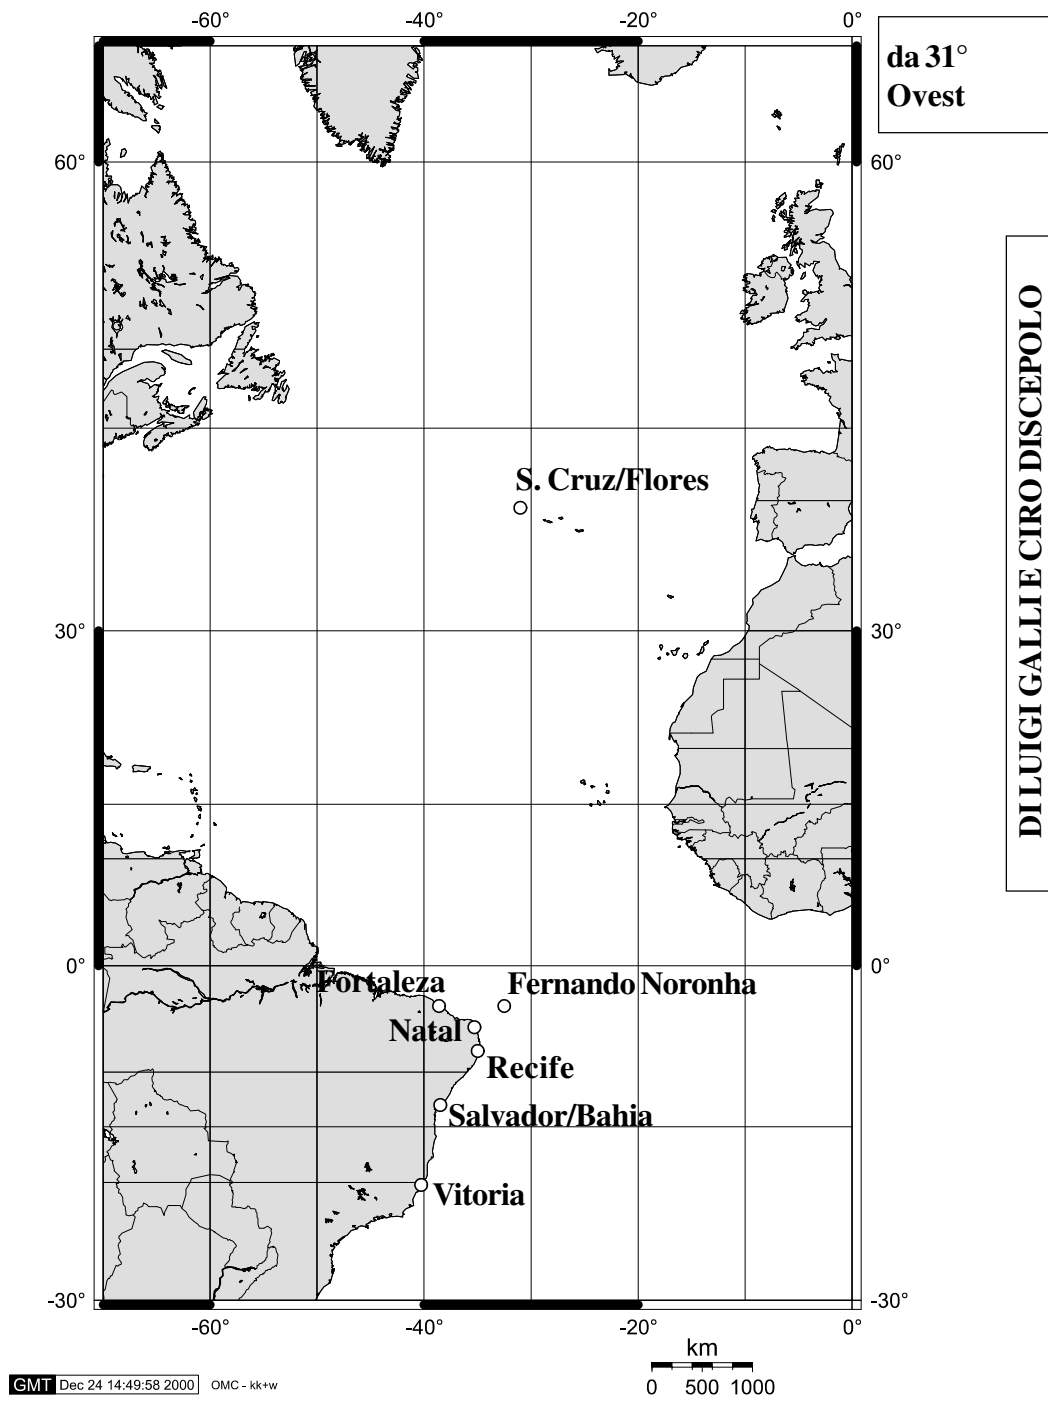 -60° -40° -20° 0°
da 31°
Ovest
60° 60°
DI LUIGI GALLI E CIRO DISCEPOLO
S. Cruz/Flores
30° 30°
0° 0°
Fortaleza
Fernando Noronha
Natal
Recife
Salvador/Bahia
Vitoria
-30° -30°
-60° -40° -20° 0°
km
0 500 1000
GMT Dec 24 14:49:58 2000 OMC - kk+w